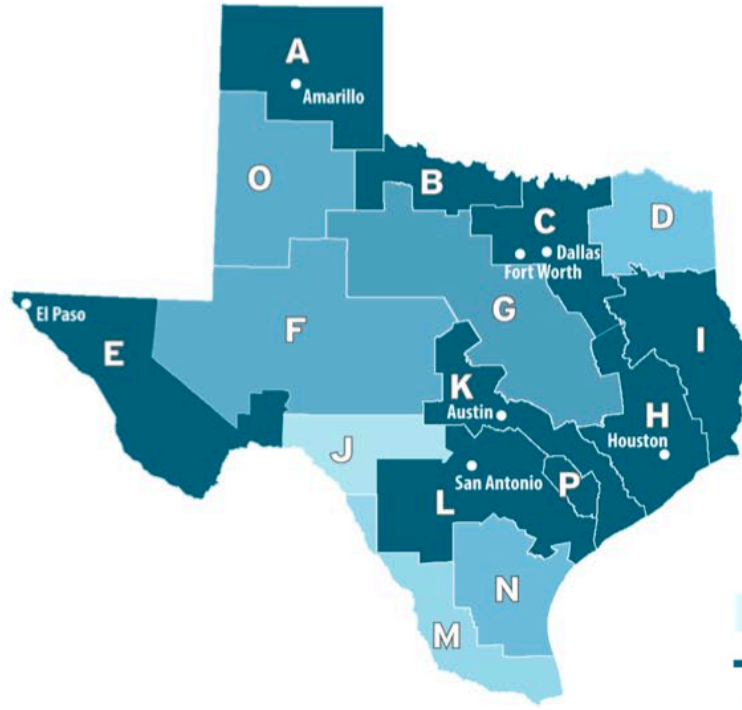 A
Amarillo
O
B
C
D
Dallas
Fort Worth
El Paso
E
F
G
I
K
Austin
H
Houston
J
San Antonio
P
L
N
M